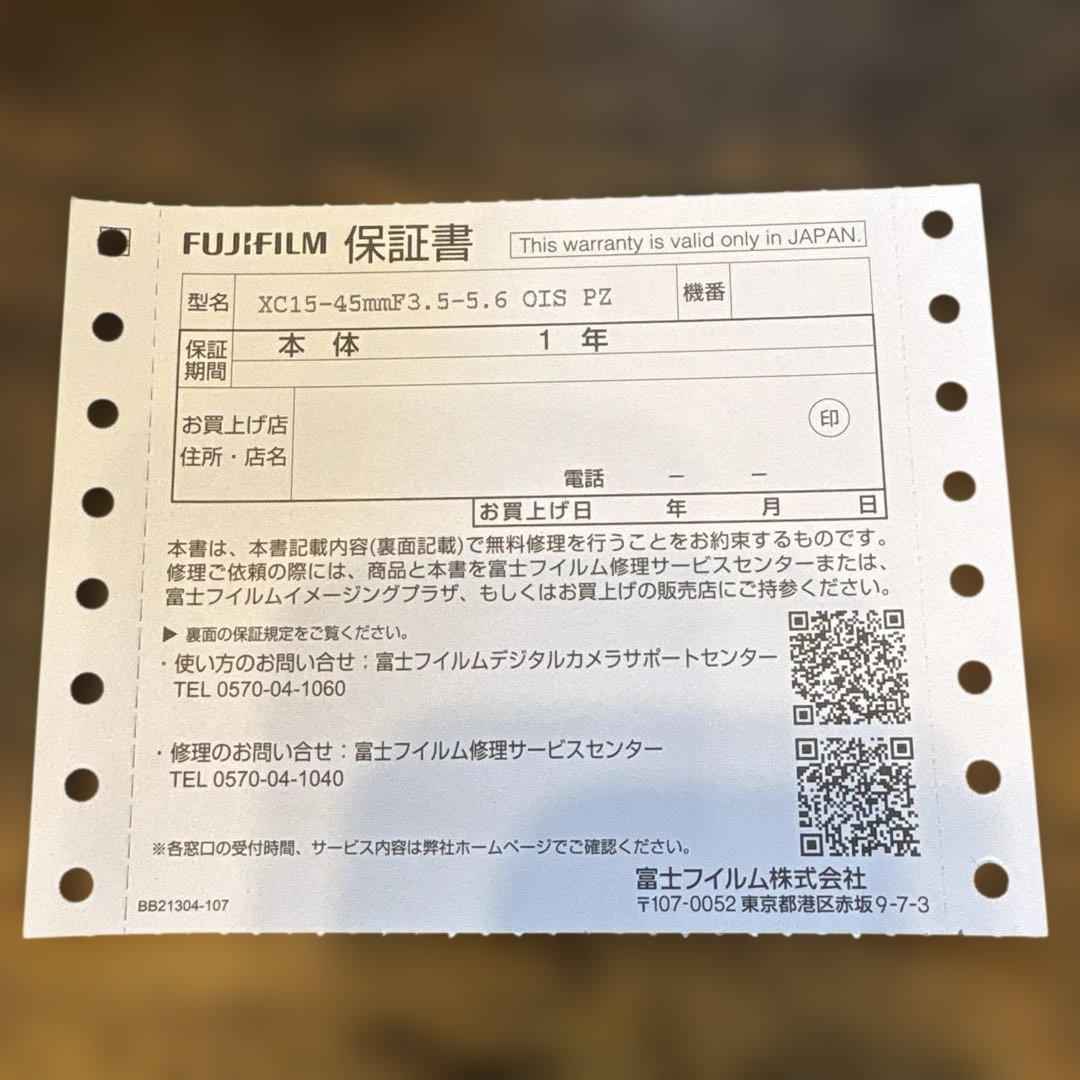 FUJIFILM 保証書 This warranty is valid only in JAPAN.
型名 XC15-45mmF3.5-5.6 OIS PZ 機番
保証期間 本体 1年
お買上げ店
住所・店名
印
電話 － －
お買上げ日 年 月 日
本書は、本書記載内容(裏面記載)で無料修理を行うことをお約束するものです。
修理ご依頼の際には、商品と本書を富士フイルム修理サービスセンターまたは、
富士フイルムイメージングプラザ、もしくはお買上げの販売店にご持参ください。
▶ 裏面の保証規定をご覧ください。
・使い方のお問い合せ：富士フイルムデジタルカメラサポートセンター
TEL 0570-04-1060
・修理のお問い合せ：富士フイルム修理サービスセンター
TEL 0570-04-1040
※各窓口の受付時間、サービス内容は弊社ホームページでご確認ください。
富士フイルム株式会社
〒107-0052 東京都港区赤坂9-7-3
BB21304-107